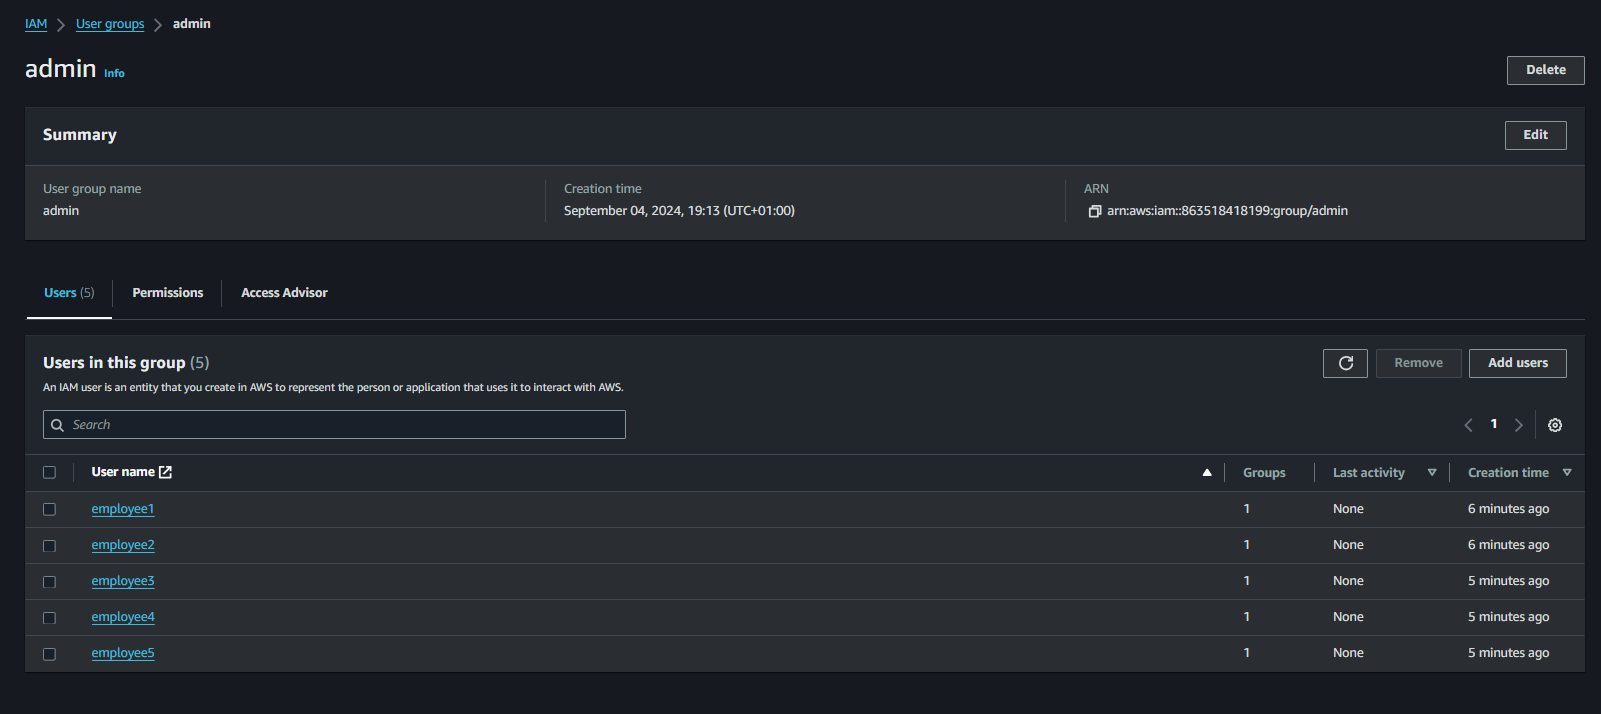 IAM > User groups > admin
admin Info
Delete
Summary
Edit
User group name
admin
Creation time
September 04, 2024, 19:13 (UTC+01:00)
ARN
arn:aws:iam::863518418199:group/admin
Users (5)
Permissions
Access Advisor
Users in this group (5)
Remove
Add users
An IAM user is an entity that you create in AWS to represent the person or application that uses it to interact with AWS.
Search
1
User name Groups Last activity Creation time
employee1 1 None 6 minutes ago
employee2 1 None 6 minutes ago
employee3 1 None 5 minutes ago
employee4 1 None 5 minutes ago
employee5 1 None 5 minutes ago